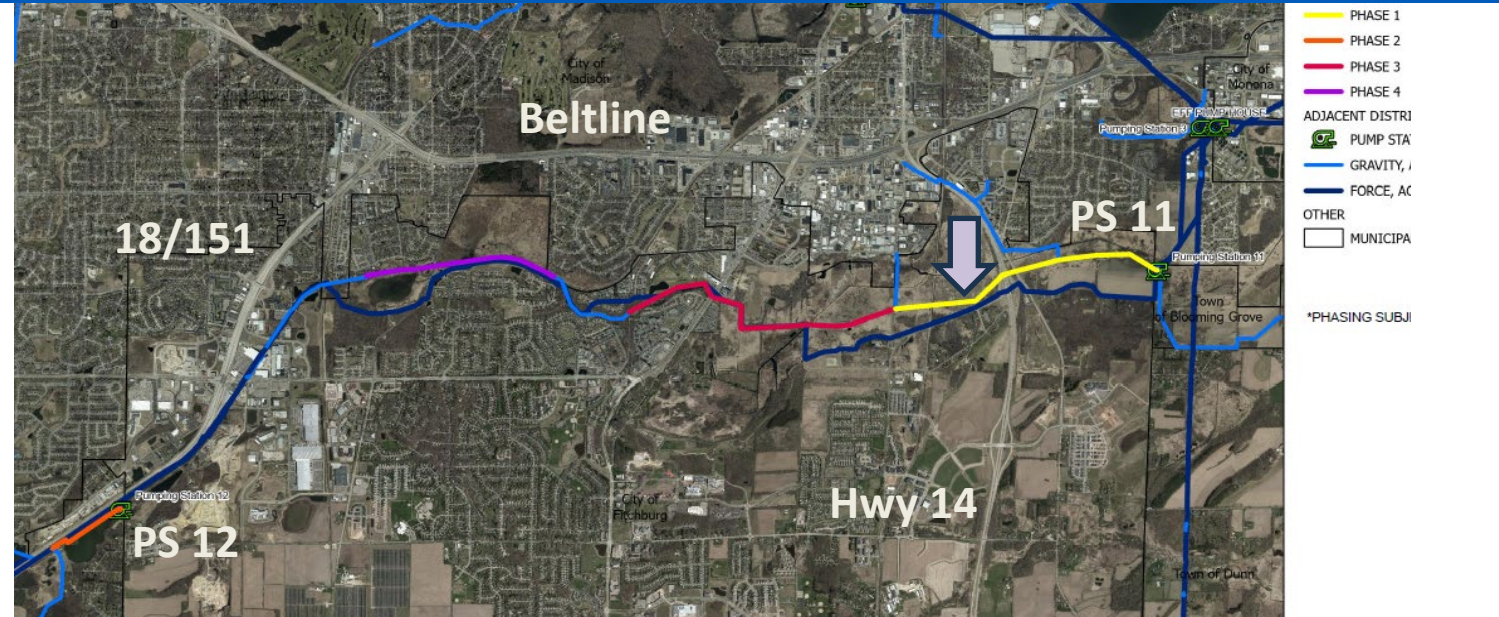 City of
Madison
Beltline
18/151
City of
Monona
EFF PUMP HOUSE
Pumping Station 3
PS 11
Pumping Station 11
Town
of Blooming Grove
Hwy 14
City of
Fitchburg
Pumping Station 12
PS 12
Town of Dunn
PHASE 1
PHASE 2
PHASE 3
PHASE 4
ADJACENT DISTRI
PUMP STA
GRAVITY,
FORCE, AC
OTHER
MUNICIPA
*PHASING SUBJ